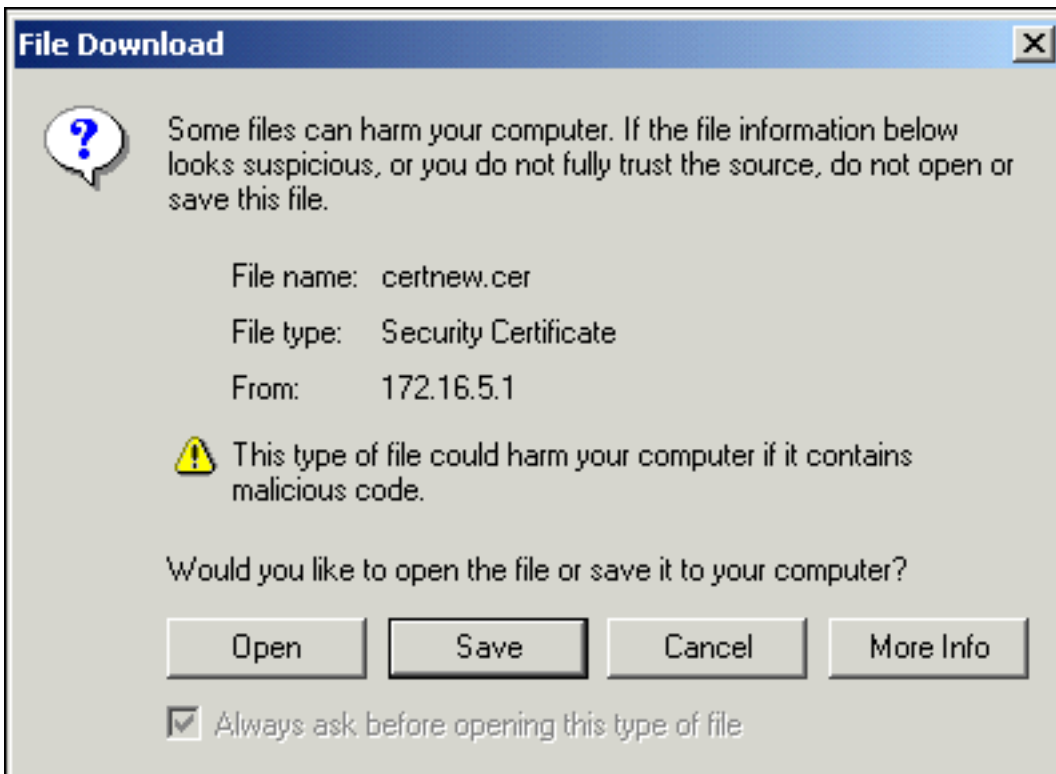 File Download
Some files can harm your computer. If the file information below
looks suspicious, or you do not fully trust the source, do not open or
save this file.
File name: certnew.cer
File type: Security Certificate
From: 172.16.5.1
This type of file could harm your computer if it contains
malicious code.
Would you like to open the file or save it to your computer?
Open Save Cancel More Info
Always ask before opening this type of file